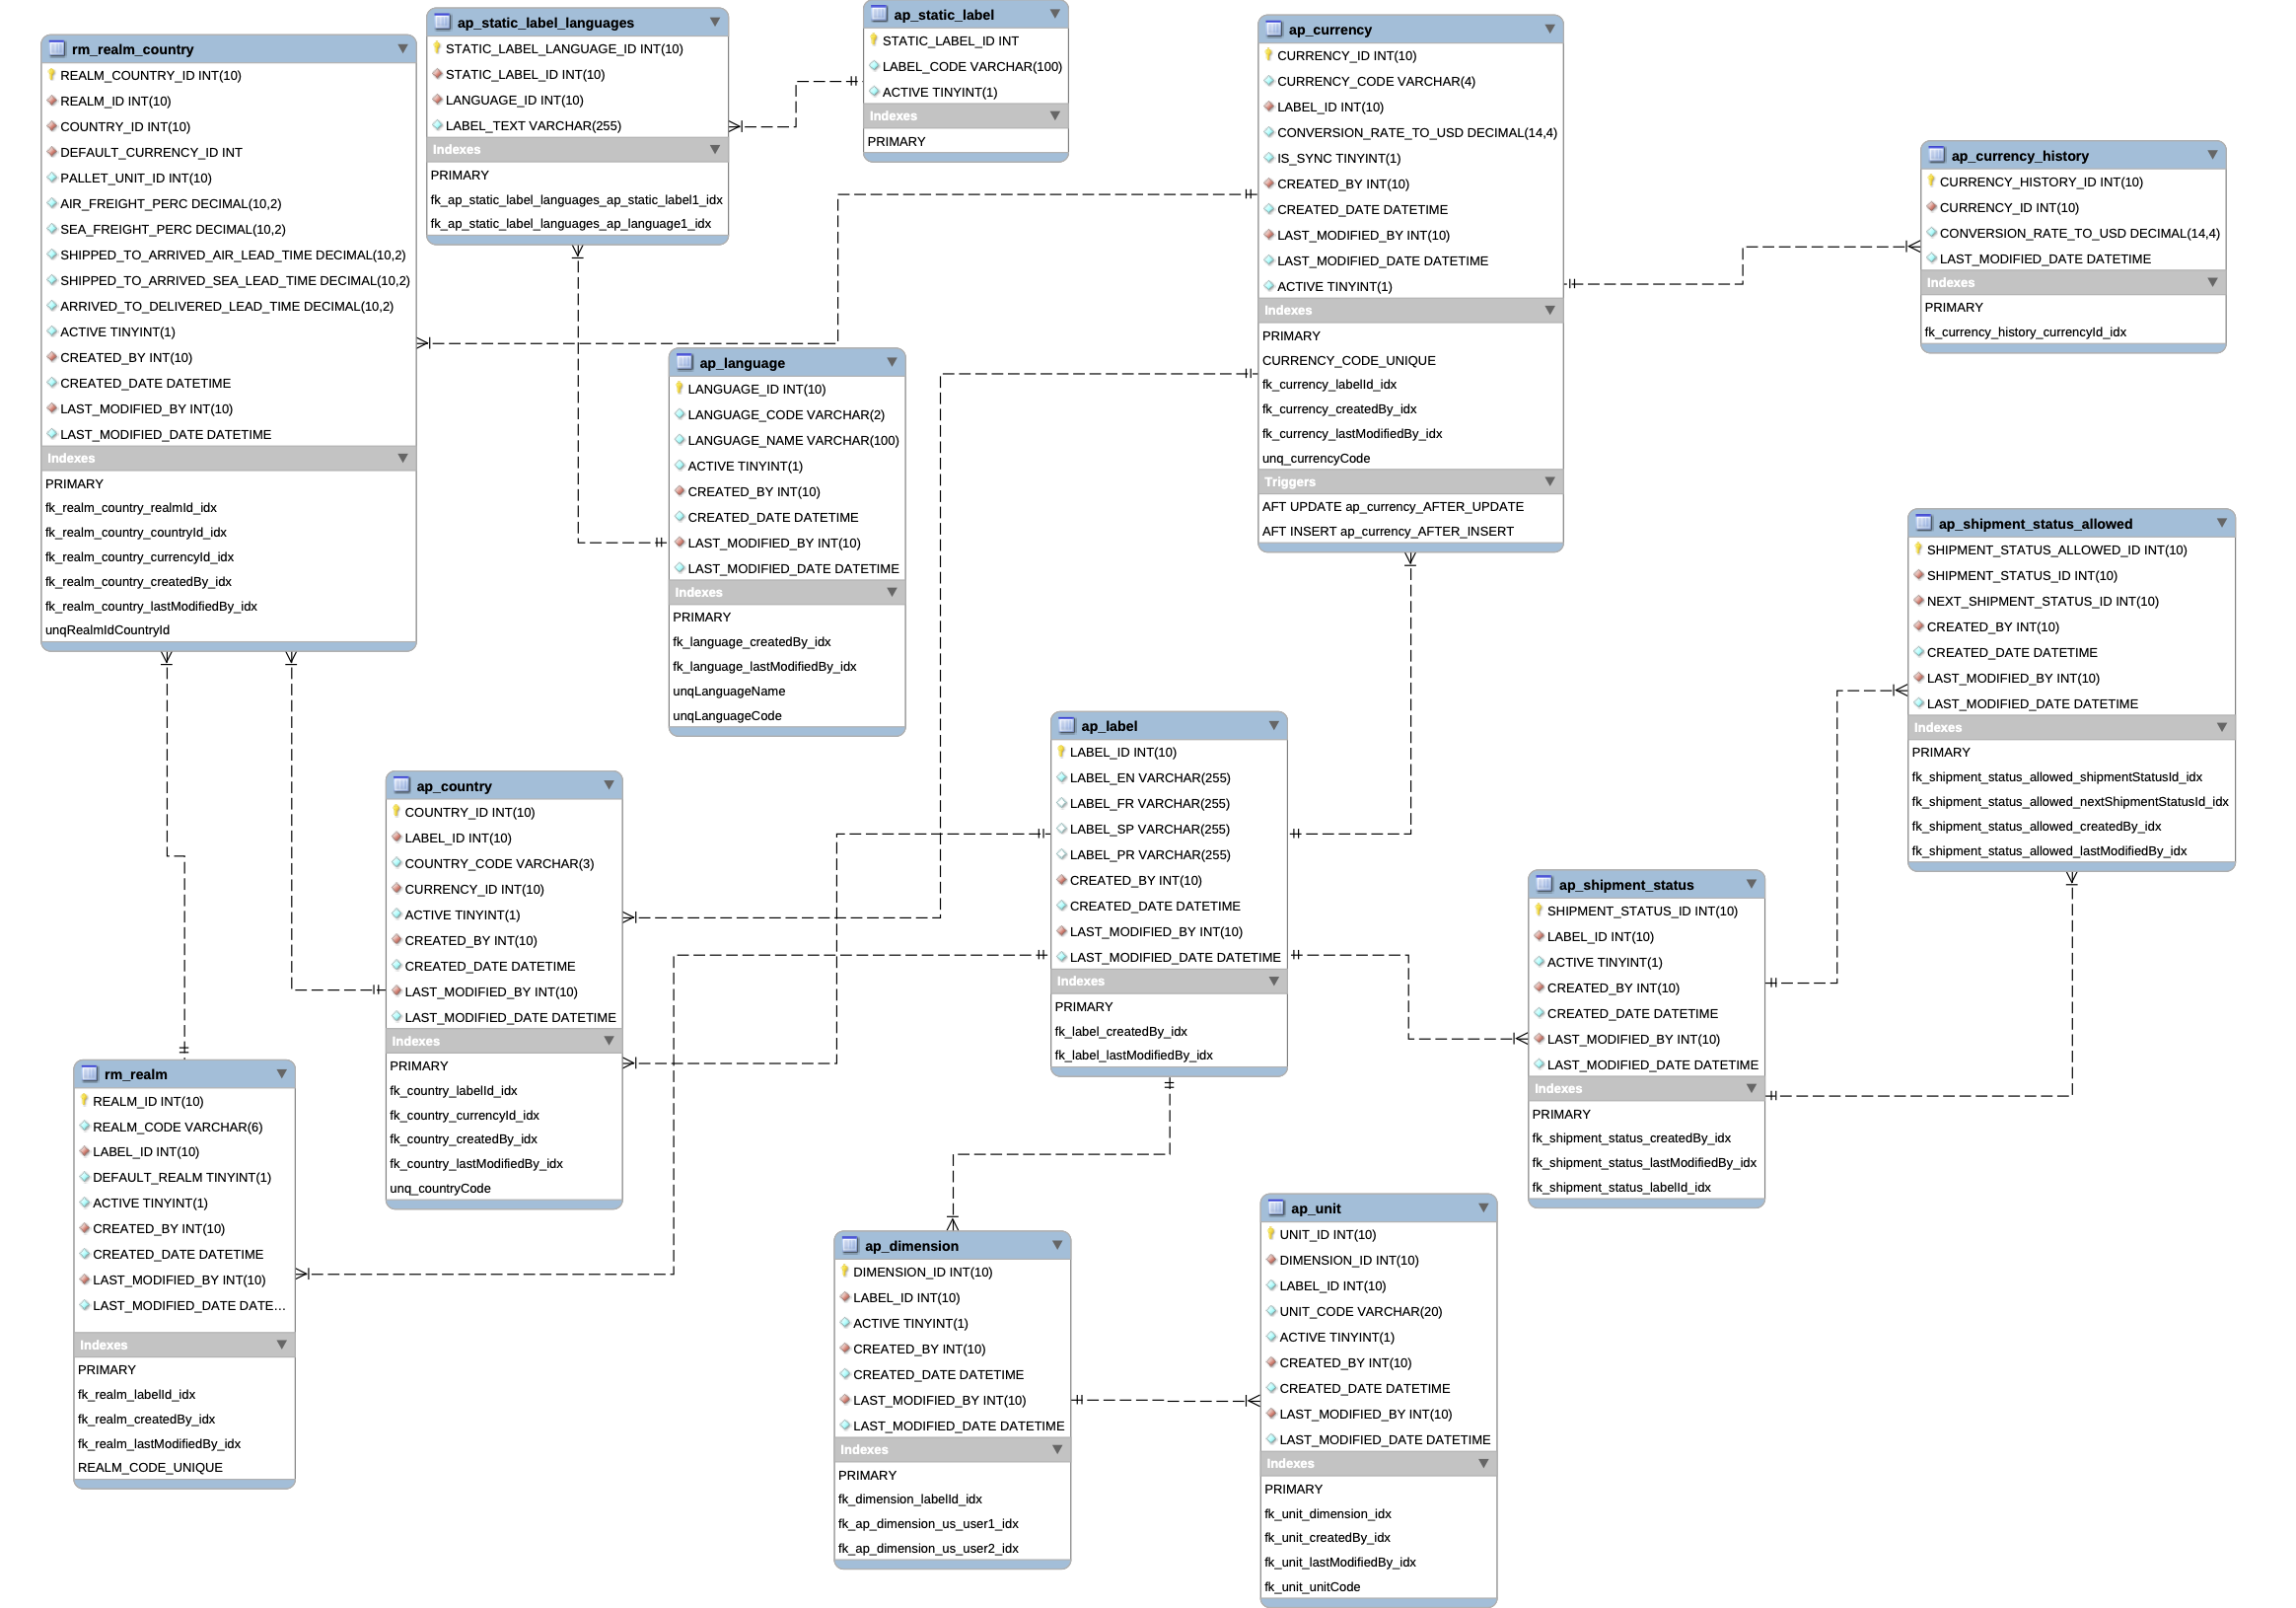 rm_realm_country
REALM_COUNTRY_ID INT(10)
REALM_ID INT(10)
COUNTRY_ID INT(10)
DEFAULT_CURRENCY_ID INT
PALLET_UNIT_ID INT(10)
AIR_FREIGHT_PERC DECIMAL(10,2)
SEA_FREIGHT_PERC DECIMAL(10,2)
SHIPPED_TO_ARRIVED_AIR_LEAD_TIME DECIMAL(10,2)
SHIPPED_TO_ARRIVED_SEA_LEAD_TIME DECIMAL(10,2)
ARRIVED_TO_DELIVERED_LEAD_TIME DECIMAL(10,2)
ACTIVE TINYINT(1)
CREATED_BY INT(10)
CREATED_DATE DATETIME
LAST_MODIFIED_BY INT(10)
LAST_MODIFIED_DATE DATETIME
Indexes
PRIMARY
fk_realm_country_realmId_idx
fk_realm_country_countryId_idx
fk_realm_country_currencyId_idx
fk_realm_country_createdBy_idx
fk_realm_country_lastModifiedBy_idx
unqRealmIdCountryId
ap_static_label_languages
STATIC_LABEL_LANGUAGE_ID INT(10)
STATIC_LABEL_ID INT(10)
LANGUAGE_ID INT(10)
LABEL_TEXT VARCHAR(255)
Indexes
PRIMARY
fk_ap_static_label_languages_ap_static_label1_idx
fk_ap_static_label_languages_ap_language1_idx
ap_static_label
STATIC_LABEL_ID INT
LABEL_CODE VARCHAR(100)
ACTIVE TINYINT(1)
Indexes
PRIMARY
ap_currency
CURRENCY_ID INT(10)
CURRENCY_CODE VARCHAR(4)
LABEL_ID INT(10)
CONVERSION_RATE_TO_USD DECIMAL(14,4)
IS_SYNC TINYINT(1)
CREATED_BY INT(10)
CREATED_DATE DATETIME
LAST_MODIFIED_BY INT(10)
LAST_MODIFIED_DATE DATETIME
ACTIVE TINYINT(1)
Indexes
PRIMARY
CURRENCY_CODE_UNIQUE
fk_currency_labelId_idx
fk_currency_createdBy_idx
fk_currency_lastModifiedBy_idx
unq_currencyCode
Triggers
AFT UPDATE ap_currency_AFTER_UPDATE
AFT INSERT ap_currency_AFTER_INSERT
ap_currency_history
CURRENCY_HISTORY_ID INT(10)
CURRENCY_ID INT(10)
CONVERSION_RATE_TO_USD DECIMAL(14,4)
LAST_MODIFIED_DATE DATETIME
Indexes
PRIMARY
fk_currency_history_currencyId_idx
ap_language
LANGUAGE_ID INT(10)
LANGUAGE_CODE VARCHAR(2)
LANGUAGE_NAME VARCHAR(100)
ACTIVE TINYINT(1)
CREATED_BY INT(10)
CREATED_DATE DATETIME
LAST_MODIFIED_BY INT(10)
LAST_MODIFIED_DATE DATETIME
Indexes
PRIMARY
fk_language_createdBy_idx
fk_language_lastModifiedBy_idx
unqLanguageName
unqLanguageCode
ap_shipment_status_allowed
SHIPMENT_STATUS_ALLOWED_ID INT(10)
SHIPMENT_STATUS_ID INT(10)
NEXT_SHIPMENT_STATUS_ID INT(10)
CREATED_BY INT(10)
CREATED_DATE DATETIME
LAST_MODIFIED_BY INT(10)
LAST_MODIFIED_DATE DATETIME
Indexes
PRIMARY
fk_shipment_status_allowed_shipmentStatusId_idx
fk_shipment_status_allowed_nextShipmentStatusId_idx
fk_shipment_status_allowed_createdBy_idx
fk_shipment_status_allowed_lastModifiedBy_idx
ap_label
LABEL_ID INT(10)
LABEL_EN VARCHAR(255)
LABEL_FR VARCHAR(255)
LABEL_SP VARCHAR(255)
LABEL_PR VARCHAR(255)
CREATED_BY INT(10)
CREATED_DATE DATETIME
LAST_MODIFIED_BY INT(10)
LAST_MODIFIED_DATE DATETIME
Indexes
PRIMARY
fk_label_createdBy_idx
fk_label_lastModifiedBy_idx
ap_country
COUNTRY_ID INT(10)
LABEL_ID INT(10)
COUNTRY_CODE VARCHAR(3)
CURRENCY_ID INT(10)
ACTIVE TINYINT(1)
CREATED_BY INT(10)
CREATED_DATE DATETIME
LAST_MODIFIED_BY INT(10)
LAST_MODIFIED_DATE DATETIME
Indexes
PRIMARY
fk_country_labelId_idx
fk_country_currencyId_idx
fk_country_createdBy_idx
fk_country_lastModifiedBy_idx
unq_countryCode
ap_shipment_status
SHIPMENT_STATUS_ID INT(10)
LABEL_ID INT(10)
ACTIVE TINYINT(1)
CREATED_BY INT(10)
CREATED_DATE DATETIME
LAST_MODIFIED_BY INT(10)
LAST_MODIFIED_DATE DATETIME
Indexes
PRIMARY
fk_shipment_status_createdBy_idx
fk_shipment_status_lastModifiedBy_idx
fk_shipment_status_labelId_idx
rm_realm
REALM_ID INT(10)
REALM_CODE VARCHAR(6)
LABEL_ID INT(10)
DEFAULT_REALM TINYINT(1)
ACTIVE TINYINT(1)
CREATED_BY INT(10)
CREATED_DATE DATETIME
LAST_MODIFIED_BY INT(10)
LAST_MODIFIED_DATE DATE...
Indexes
PRIMARY
fk_realm_labelId_idx
fk_realm_createdBy_idx
fk_realm_lastModifiedBy_idx
REALM_CODE_UNIQUE
ap_dimension
DIMENSION_ID INT(10)
LABEL_ID INT(10)
ACTIVE TINYINT(1)
CREATED_BY INT(10)
CREATED_DATE DATETIME
LAST_MODIFIED_BY INT(10)
LAST_MODIFIED_DATE DATETIME
Indexes
PRIMARY
fk_dimension_labelId_idx
fk_ap_dimension_us_user1_idx
fk_ap_dimension_us_user2_idx
ap_unit
UNIT_ID INT(10)
DIMENSION_ID INT(10)
LABEL_ID INT(10)
UNIT_CODE VARCHAR(20)
ACTIVE TINYINT(1)
CREATED_BY INT(10)
CREATED_DATE DATETIME
LAST_MODIFIED_BY INT(10)
LAST_MODIFIED_DATE DATETIME
Indexes
PRIMARY
fk_unit_dimension_idx
fk_unit_createdBy_idx
fk_unit_lastModifiedBy_idx
fk_unit_unitCode